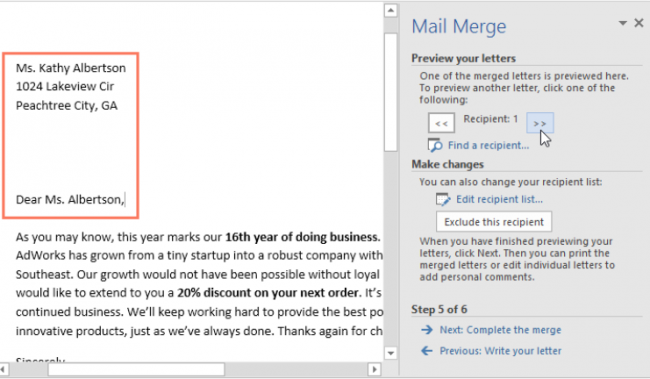 Ms. Kathy Albertson
1024 Lakeview Cir
Peachtree City, GA
Dear Ms. Albertson,
As you may know, this year marks our 16th year of doing business.
AdWorks has grown from a tiny startup into a robust company with
Southeast. Our growth would not have been possible without loyal
would like to extend to you a 20% discount on your next order. It's
continued business. We'll keep working hard to provide the best
innovative products, just as we've always done. Thanks again for
Mail Merge
Preview your letters
One of the merged letters is previewed here.
To preview another letter, click one of the
following:
<< Recipient: 1 >>
Find a recipient...
Make changes
You can also change your recipient list:
Edit recipient list...
Exclude this recipient
When you have finished previewing your
letters, click Next. Then you can print the
merged letters or edit individual letters to
add personal comments.
Step 5 of 6
Next: Complete the merge
Previous: Write your letter